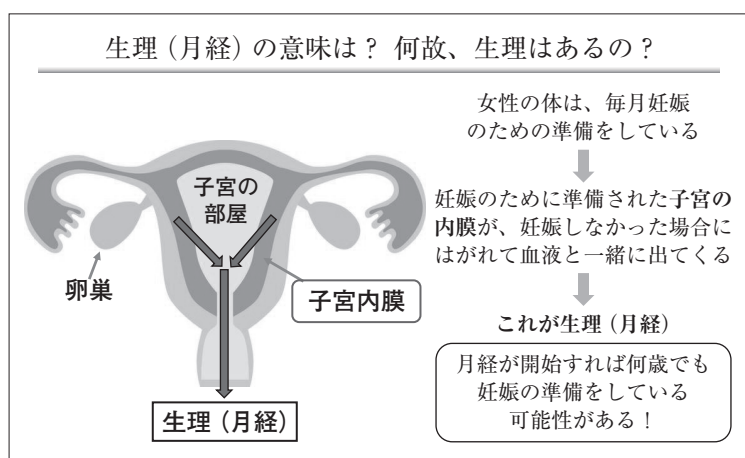 生理（月経）の意味は？ 何故、生理はあるの？
子宮の
部屋
卵巣
子宮内膜
生理（月経）
女性の体は、毎月妊娠
のための準備をしている
妊娠のために準備された子宮の
内膜が、妊娠しなかった場合に
はがれて血液と一緒に出てくる
これが生理（月経）
月経が開始すれば何歳でも
妊娠の準備をしている
可能性がある！